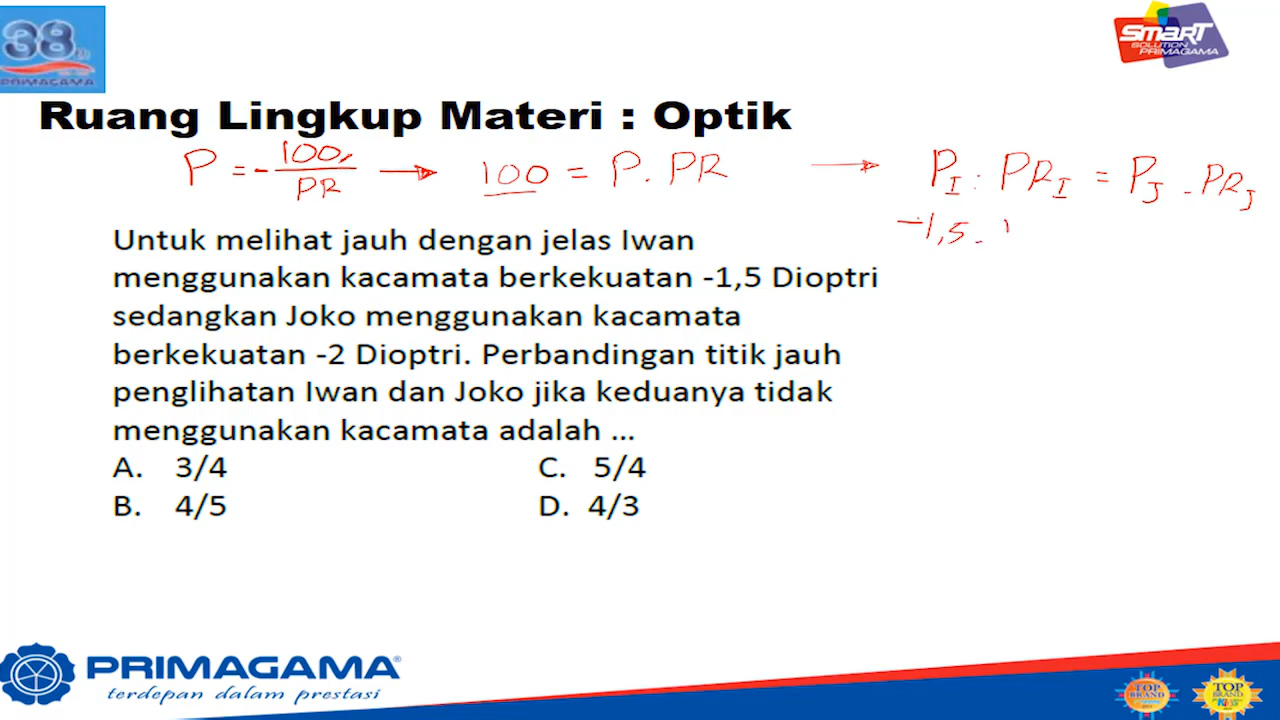 38th
PRIMAGAMA
SMART
SOLUTION
PRIMAGAMA
Ruang Lingkup Materi : Optik
P = - 100 / PR → 100 = P . PR → P_I . PR_I = P_J . PR_J
-1,5 .
Untuk melihat jauh dengan jelas Iwan
menggunakan kacamata berkekuatan -1,5 Dioptri
sedangkan Joko menggunakan kacamata
berkekuatan -2 Dioptri. Perbandingan titik jauh
penglihatan Iwan dan Joko jika keduanya tidak
menggunakan kacamata adalah ...
A. 3/4 C. 5/4
B. 4/5 D. 4/3
PRIMAGAMA®
terdepan dalam prestasi
TOP BRAND TOP BRAND